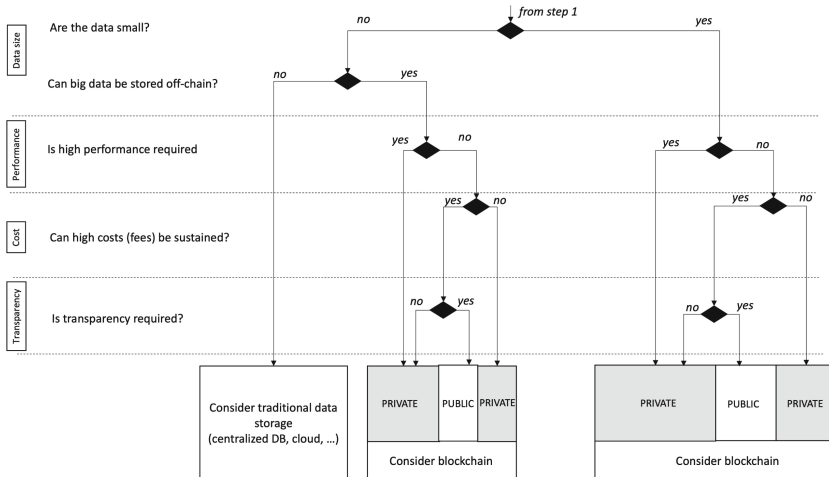 from step 1
no
yes
Data size
Are the data small?
no
yes
Can big data be stored off-chain?
Performance
Is high performance required
yes
no
yes
no
yes
no
yes
no
Cost
Can high costs (fees) be sustained?
Transparency
Is transparency required?
no
yes
no
yes
Consider traditional data
storage
(centralized DB, cloud, …)
PRIVATE
PUBLIC
PRIVATE
Consider blockchain
PRIVATE
PUBLIC
PRIVATE
Consider blockchain